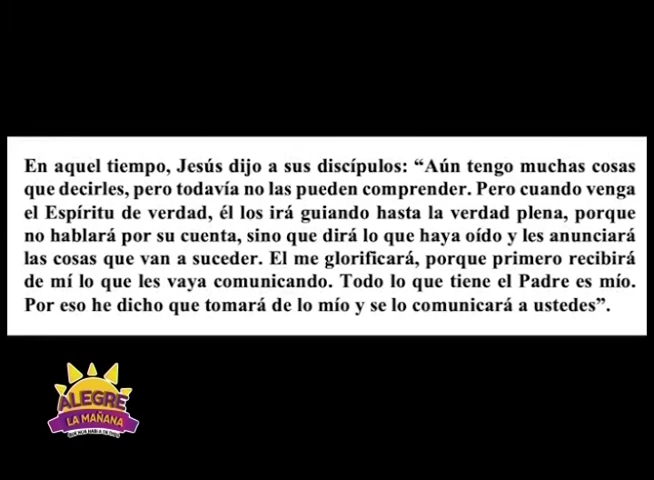 En aquel tiempo, Jesús dijo a sus discípulos: “Aún tengo muchas cosas
que decirles, pero todavía no las pueden comprender. Pero cuando venga
el Espíritu de verdad, él los irá guiando hasta la verdad plena, porque
no hablará por su cuenta, sino que dirá lo que haya oído y les anunciará
las cosas que van a suceder. El me glorificará, porque primero recibirá
de mí lo que les vaya comunicando. Todo lo que tiene el Padre es mío.
Por eso he dicho que tomará de lo mío y se lo comunicará a ustedes”.
ALEGRE
LA MAÑANA